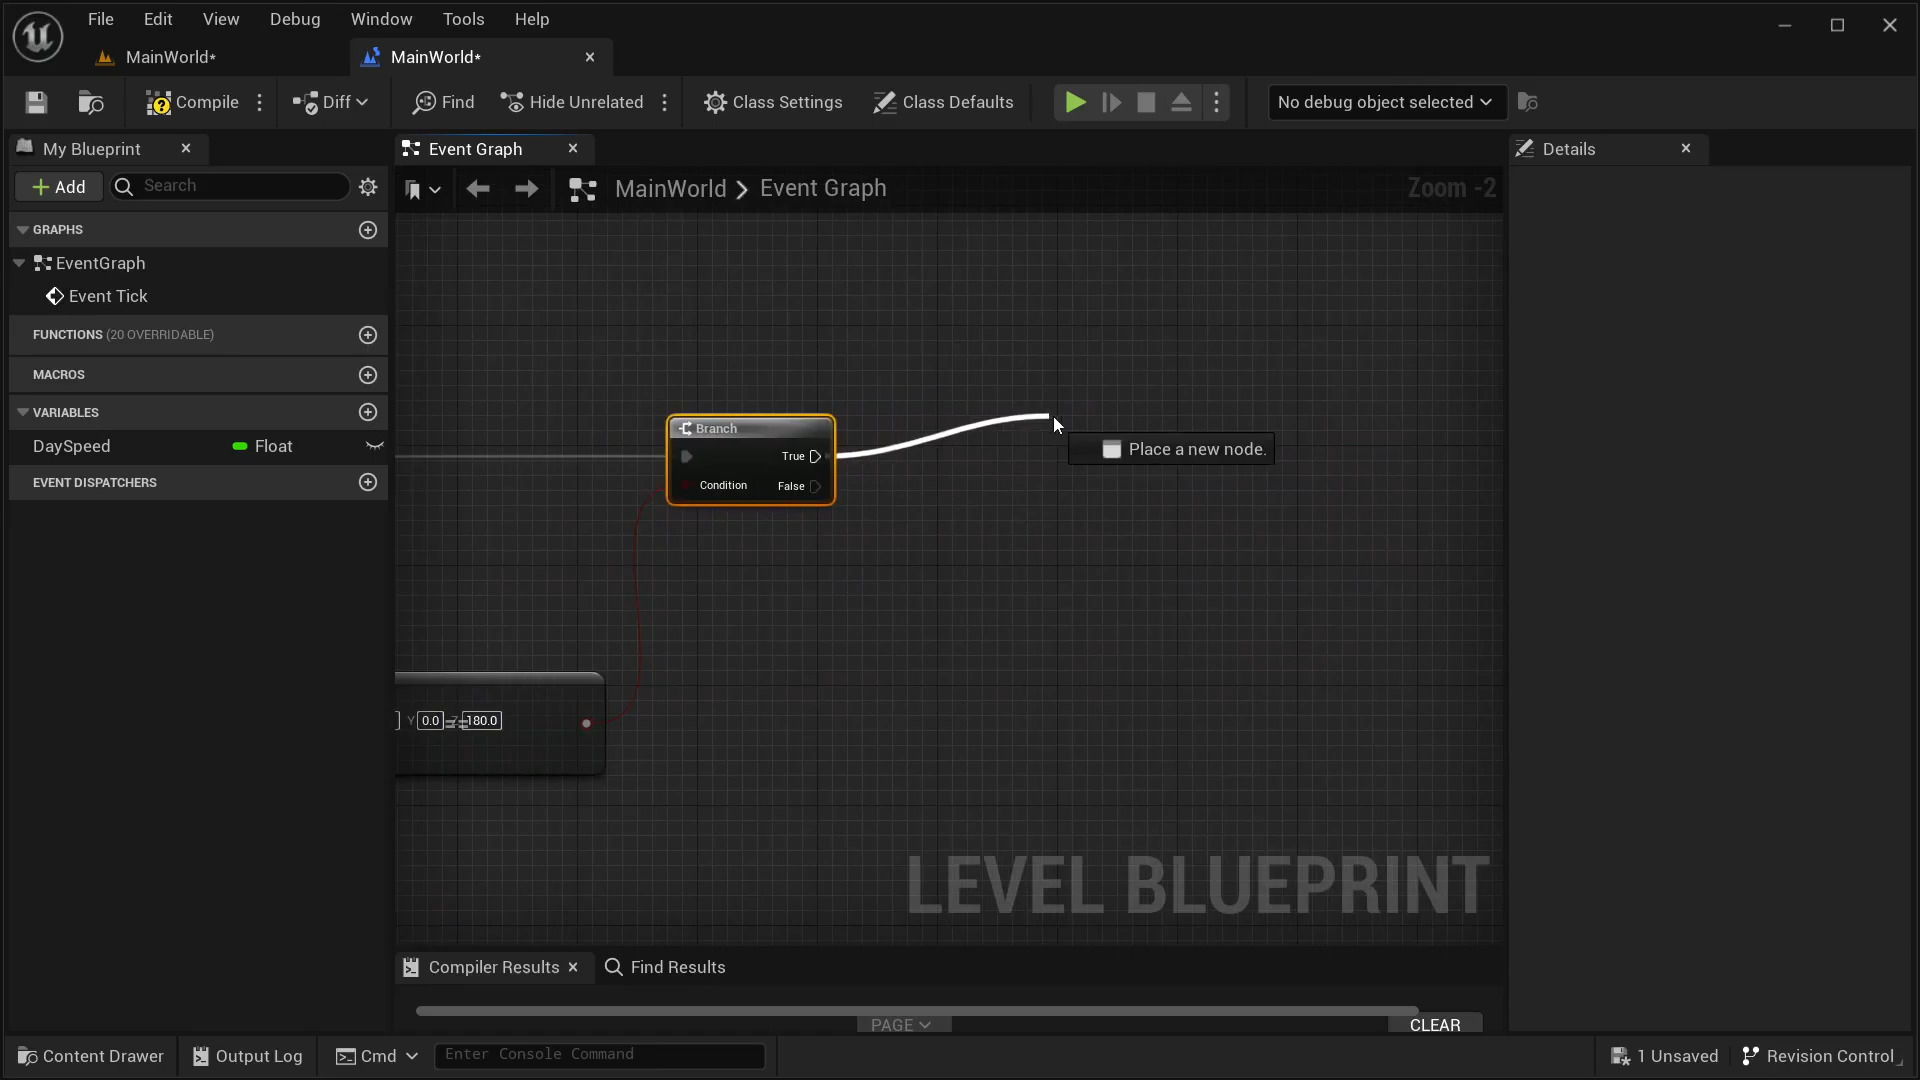 File Edit View Debug Window Tools Help
MainWorld* MainWorld*
Compile Diff Find Hide Unrelated Class Settings Class Defaults No debug object selected
My Blueprint Event Graph Details
Add Search MainWorld > Event Graph Zoom -2
GRAPHS
EventGraph
Event Tick
FUNCTIONS (20 OVERRIDABLE)
MACROS
VARIABLES
DaySpeed Float
EVENT DISPATCHERS
Branch
True
Condition False
Place a new node.
Y 0.0 Z 180.0
==
LEVEL BLUEPRINT
Compiler Results Find Results
PAGE CLEAR
Content Drawer Output Log Cmd Enter Console Command 1 Unsaved Revision Control